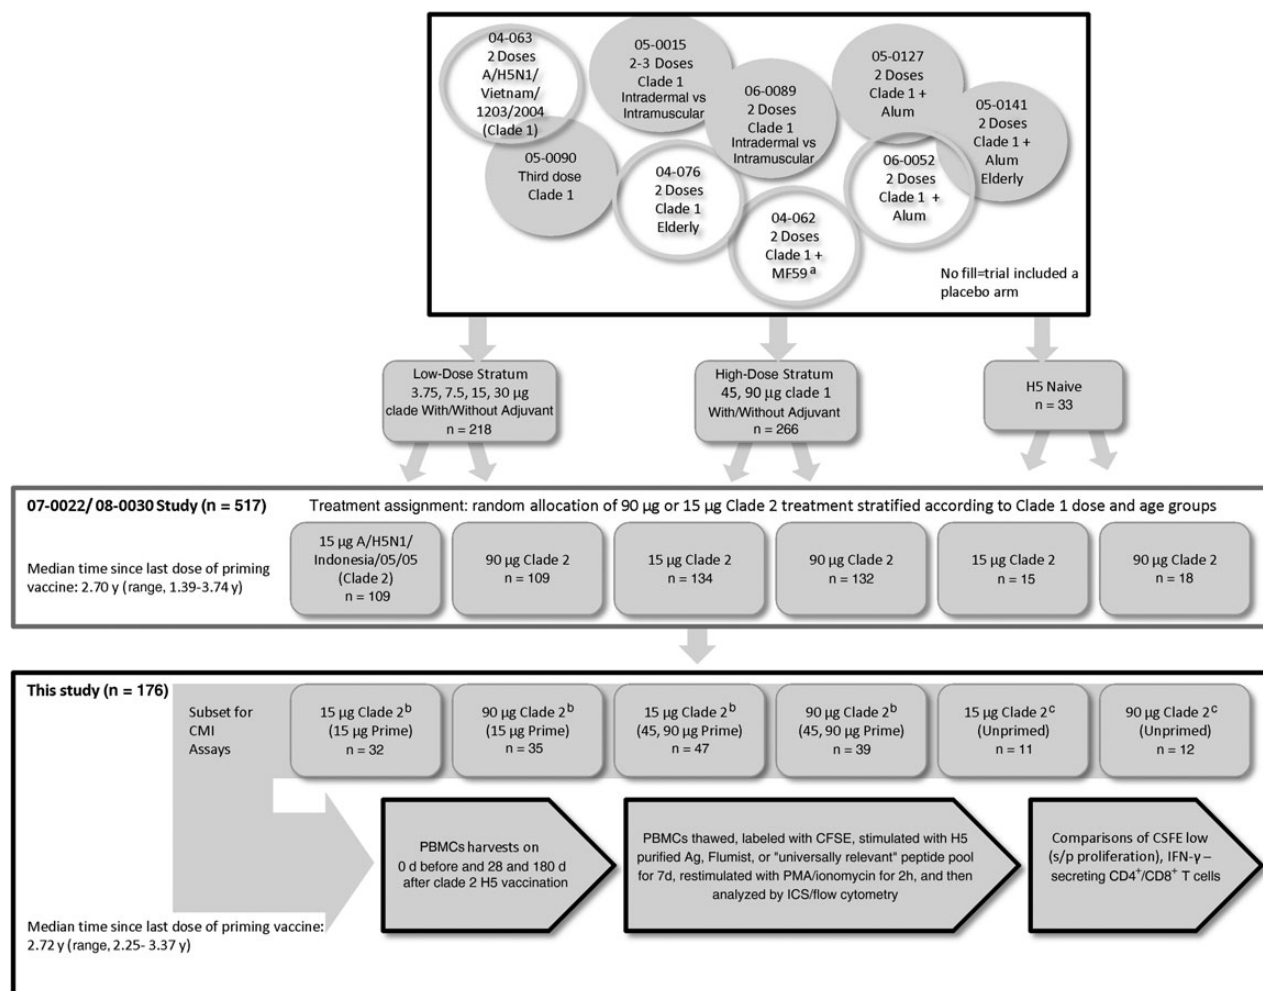 04-063
2 Doses
A/H5N1/
Vietnam/
1203/2004
(Clade 1)
05-0015
2-3 Doses
Clade 1
Intradermal vs
Intramuscular
06-0089
2 Doses
Clade 1
Intradermal vs
Intramuscular
05-0127
2 Doses
Clade 1 +
Alum
05-0141
2 Doses
Clade 1 +
Alum
Elderly
05-0090
Third dose
Clade 1
04-076
2 Doses
Clade 1
Elderly
04-062
2 Doses
Clade 1 +
MF59 a
06-0052
2 Doses
Clade 1 +
Alum
No fill=trial included a
placebo arm
Low-Dose Stratum
3.75, 7.5, 15, 30 µg
clade With/Without Adjuvant
n = 218
High-Dose Stratum
45, 90 µg clade 1
With/Without Adjuvant
n = 266
H5 Naive
n = 33
07-0022/ 08-0030 Study (n = 517)
Treatment assignment: random allocation of 90 µg or 15 µg Clade 2 treatment stratified according to Clade 1 dose and age groups
Median time since last dose of priming
vaccine: 2.70 y (range, 1.39-3.74 y)
15 µg A/H5N1/
Indonesia/05/05
(Clade 2)
n = 109
90 µg Clade 2
n = 109
15 µg Clade 2
n = 134
90 µg Clade 2
n = 132
15 µg Clade 2
n = 15
90 µg Clade 2
n = 18
This study (n = 176)
Subset for
CMI
Assays
15 µg Clade 2b
(15 µg Prime)
n = 32
90 µg Clade 2b
(15 µg Prime)
n = 35
15 µg Clade 2b
(45, 90 µg Prime)
n = 47
90 µg Clade 2b
(45, 90 µg Prime)
n = 39
15 µg Clade 2c
(Unprimed)
n = 11
90 µg Clade 2c
(Unprimed)
n = 12
PBMCs harvests on
0 d before and 28 and 180 d
after clade 2 H5 vaccination
PBMCs thawed, labeled with CFSE, stimulated with H5
purified Ag, Flumist, or "universally relevant" peptide pool
for 7d, restimulated with PMA/ionomycin for 2h, and then
analyzed by ICS/flow cytometry
Comparisons of CSFE low
(s/p proliferation), IFN-γ –
secreting CD4+/CD8+ T cells
Median time since last dose of priming vaccine:
2.72 y (range, 2.25- 3.37 y)